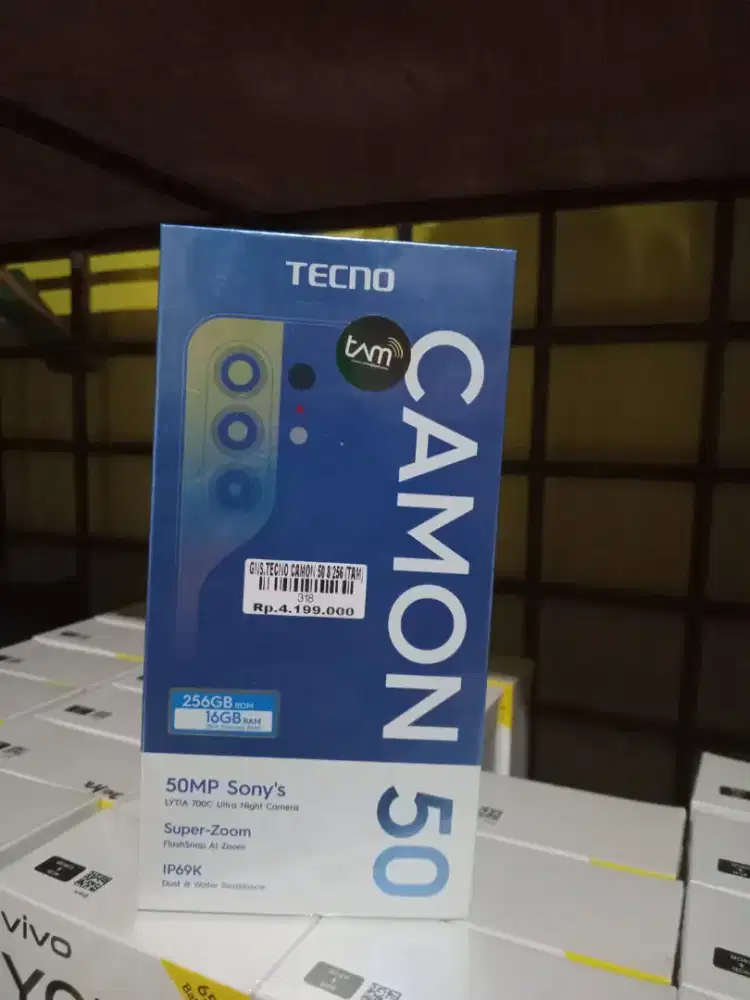 TECNO
tam
CAMON 50
GNS.TECNO CAMON 50 8 256 (TAM)
318
Rp.4.199.000
256GB ROM
16GB RAM
50MP Sony's
LYTIA 700C Ultra Night Camera
Super-Zoom
FlashSnap AI Zoom
IP69K
Dust & Water Resistance
vivo